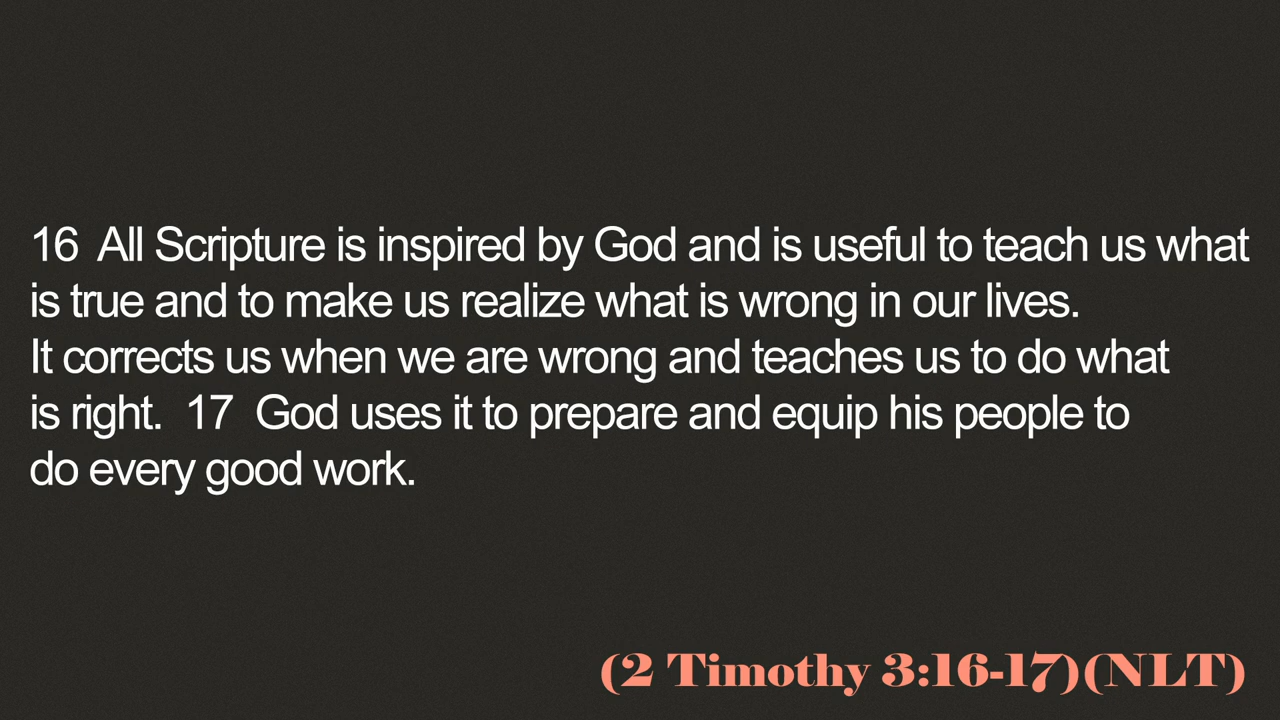 16 All Scripture is inspired by God and is useful to teach us what
is true and to make us realize what is wrong in our lives.
It corrects us when we are wrong and teaches us to do what
is right. 17 God uses it to prepare and equip his people to
do every good work.
(2 Timothy 3:16-17)(NLT)